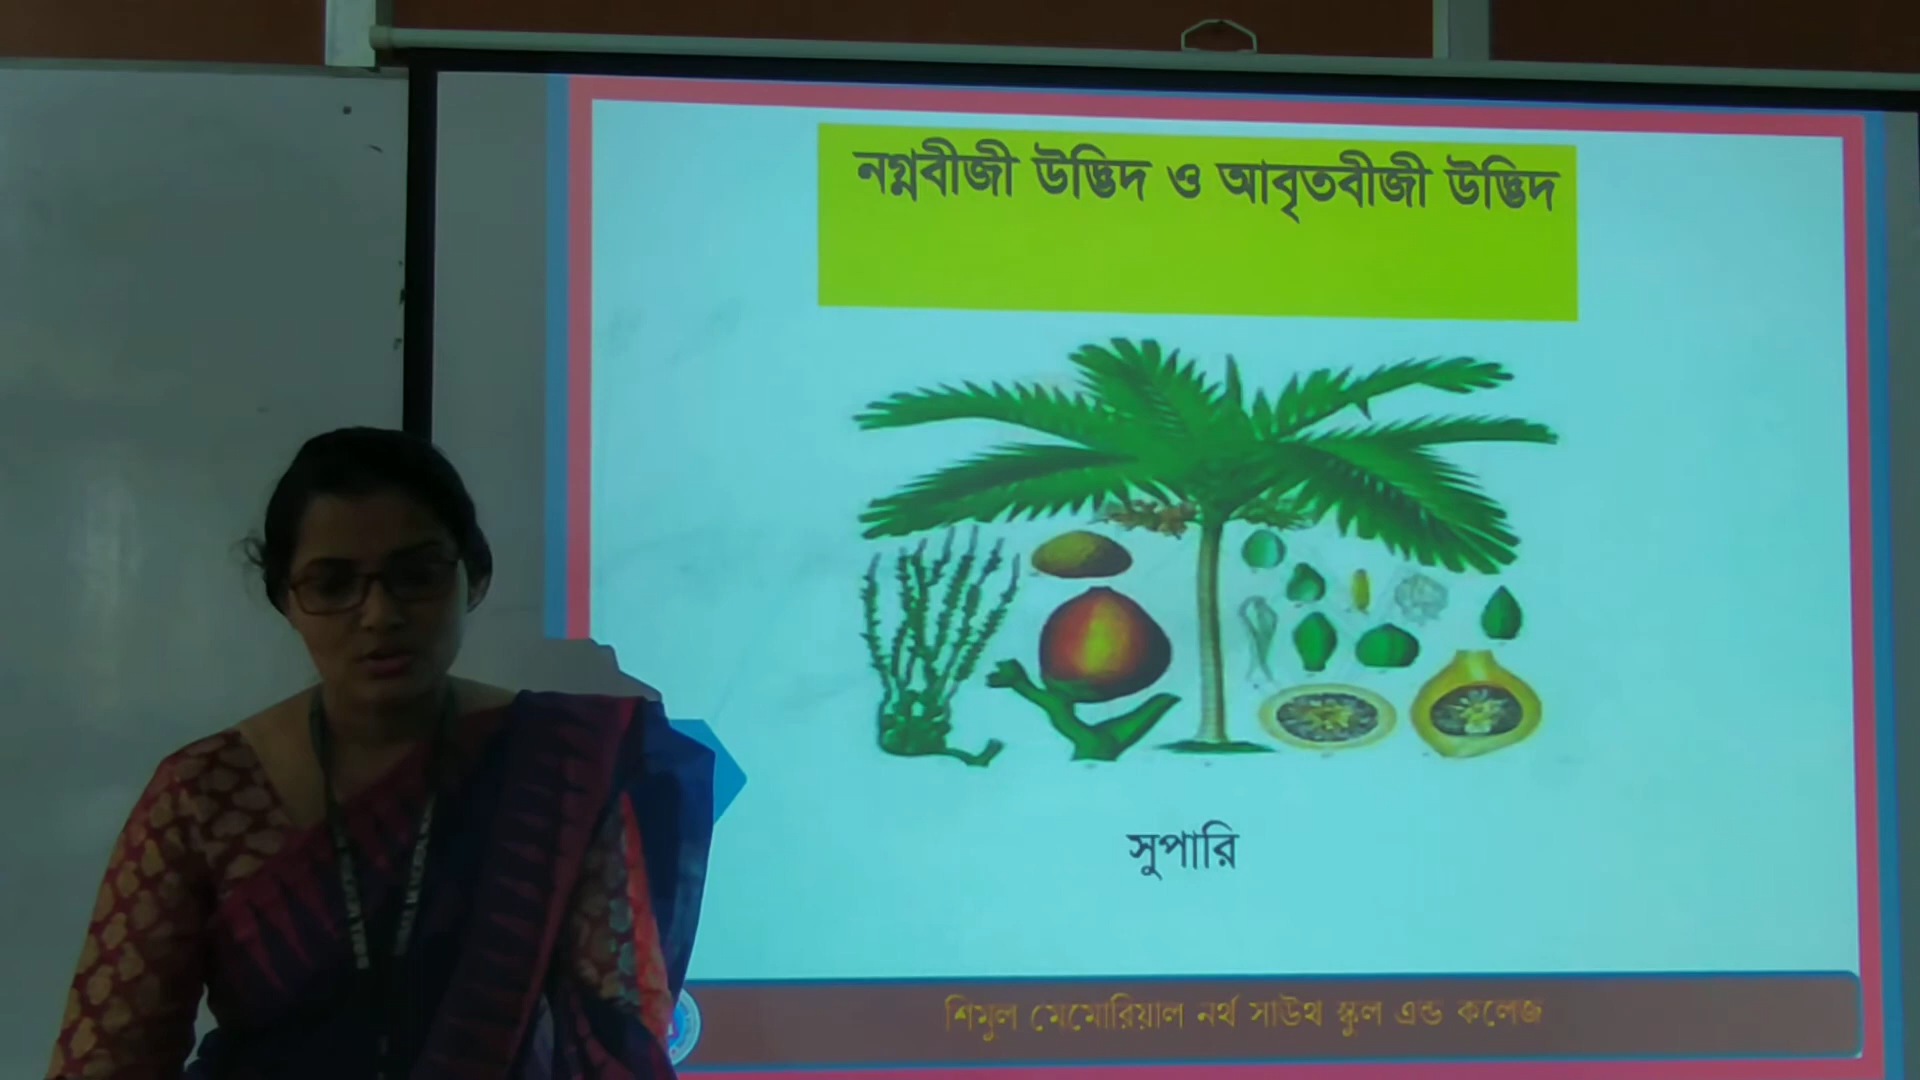 নগ্নবীজী উদ্ভিদ ও আবৃতবীজী উদ্ভিদ
সুপারি
শিমুল মেমোরিয়াল নর্থ সাউথ স্কুল এন্ড কলেজ